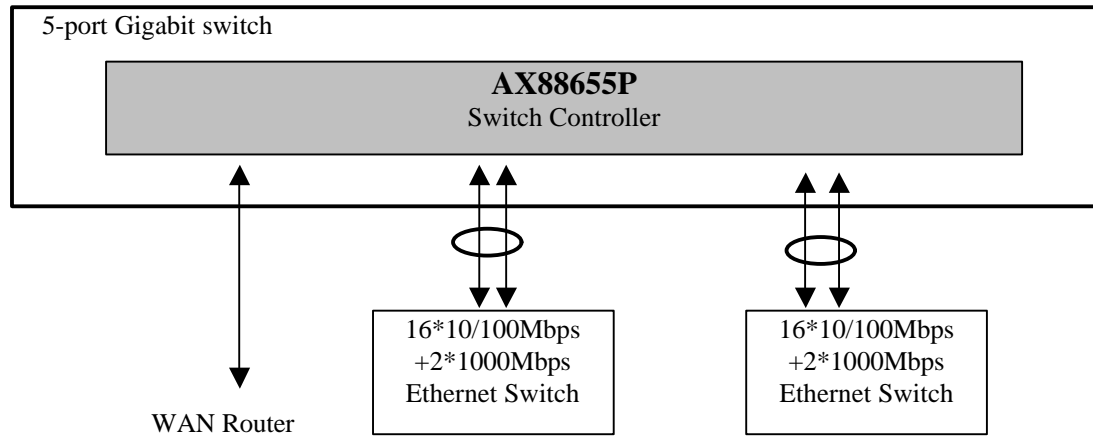 5-port Gigabit switch
AX88655P
Switch Controller
16*10/100Mbps
+2*1000Mbps
Ethernet Switch
16*10/100Mbps
+2*1000Mbps
Ethernet Switch
WAN Router